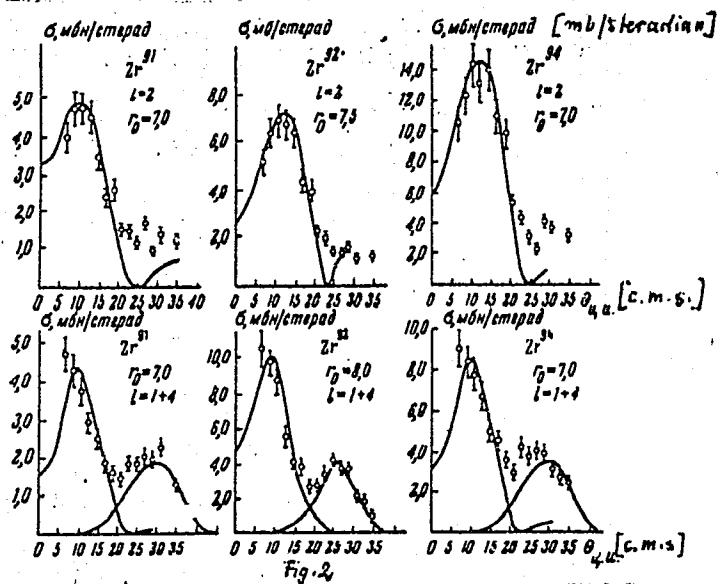 σ, мбн/стерад
σ, мб/стерад
σ, мбн/стерад [mb/steradian]
Zr⁹¹
l=2
r₀=7,0
5,0
4,0
3,0
2,0
1,0
0 5 10 15 20 25 30 35 40
Zr⁹²
l=2
r₀=7,5
8,0
6,0
4,0
2,0
0 5 10 15 20 25 30 35
Zr⁹⁴
l=2
r₀=7,0
14,0
12,0
10,0
8,0
6,0
4,0
2,0
0 5 10 15 20 25 30 35 θц.и. [c.m.s.]
σ, мбн/стерад
σ, мбн/стерад
σ, мбн/стерад
Zr⁹¹
r₀=7,0
l=1+4
5,0
4,0
3,0
2,0
1,0
0 5 10 15 20 25 30 35
Zr⁹²
r₀=8,0
l=1+4
10,0
8,0
6,0
4,0
2,0
0 5 10 15 20 25 30 35
Zr⁹⁴
r₀=7,0
l=1+4
10,0
8,0
6,0
4,0
2,0
0 5 10 15 20 25 30 35 θц.и. [c.m.s]
Fig. 2